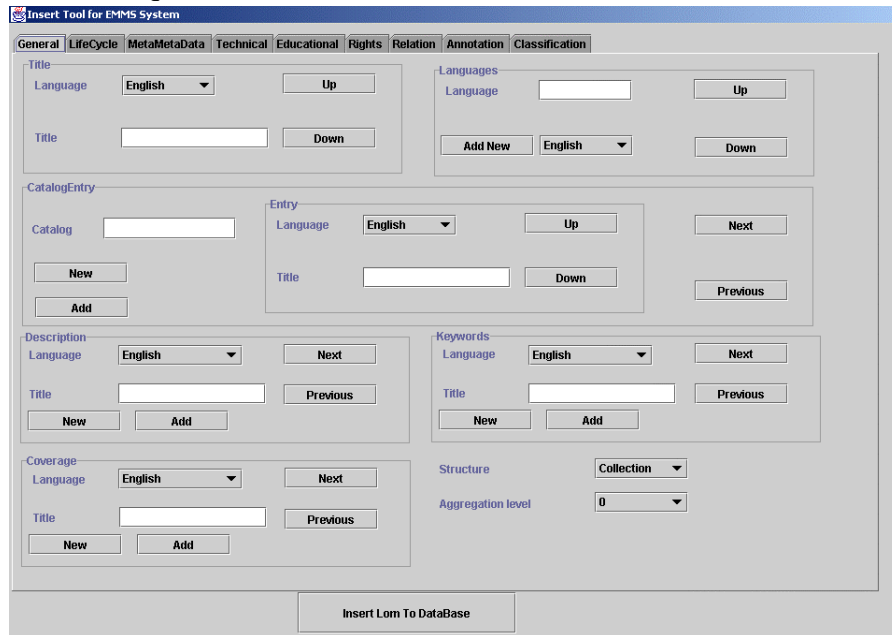 Insert Tool for EMMS System
General LifeCycle MetaMetaData Technical Educational Rights Relation Annotation Classification
Title
Language English Up
Title Down
Languages
Language Up
Add New English Down
CatalogEntry
Catalog
New
Add
Entry
Language English Up
Title Down
Next
Previous
Description
Language English Next
Title Previous
New Add
Keywords
Language English Next
Title Previous
New Add
Coverage
Language English Next
Title Previous
New Add
Structure Collection
Aggregation level 0
Insert Lom To DataBase